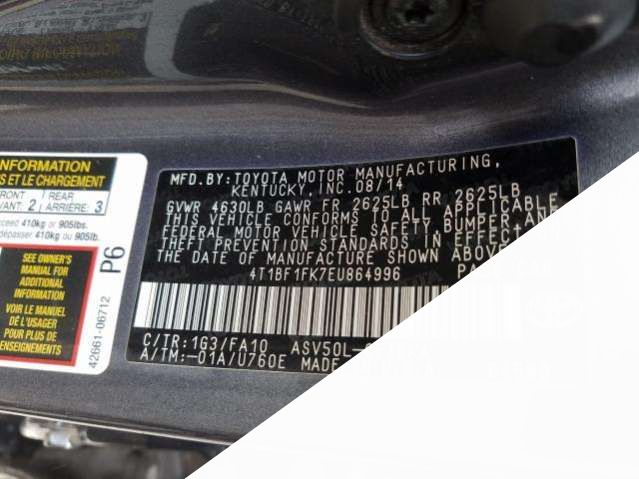 INFORMATION
S ET LE CHARGEMENT
FRONT
REAR
VANT: 2
ARRIÈRE: 3
xceed 410kg or 905lbs.
dépasser 410kg ou 905lb.
SEE OWNER'S
MANUAL FOR
ADDITIONAL
INFORMATION
VOIR LE MANUEL
DE L'USAGER
POUR PLUS DE
RENSEIGNEMENTS
P6
42661-06712
MFD.BY: TOYOTA MOTOR MANUFACTURING,
KENTUCKY, INC. 08/14
GVWR 4630LB GAWR FR 2625LB RR 2625LB
THIS VEHICLE CONFORMS TO ALL APPLICABLE
FEDERAL MOTOR VEHICLE SAFETY, BUMPER AND
THEFT PREVENTION STANDARDS IN EFFECT
THE DATE OF MANUFACTURE SHOWN ABOVE
4T1BF1FK7EU864996 PA
C/TR:1G3/FA10 ASV50L-
A/TM:-01A/U760E MADE